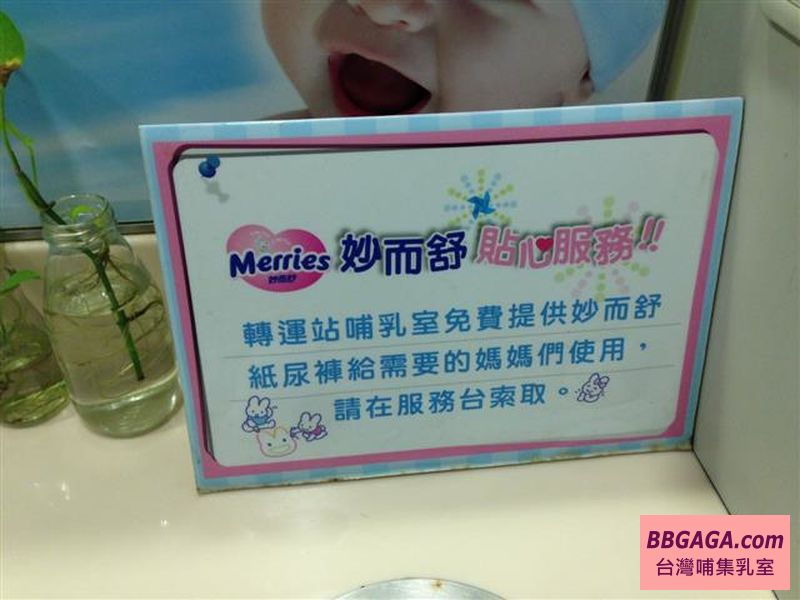 Merries
妙而舒
妙而舒 貼心服務!!
轉運站哺乳室免費提供妙而舒
紙尿褲給需要的媽媽們使用，
請在服務台索取。
BBGAGA.com
台灣哺集乳室